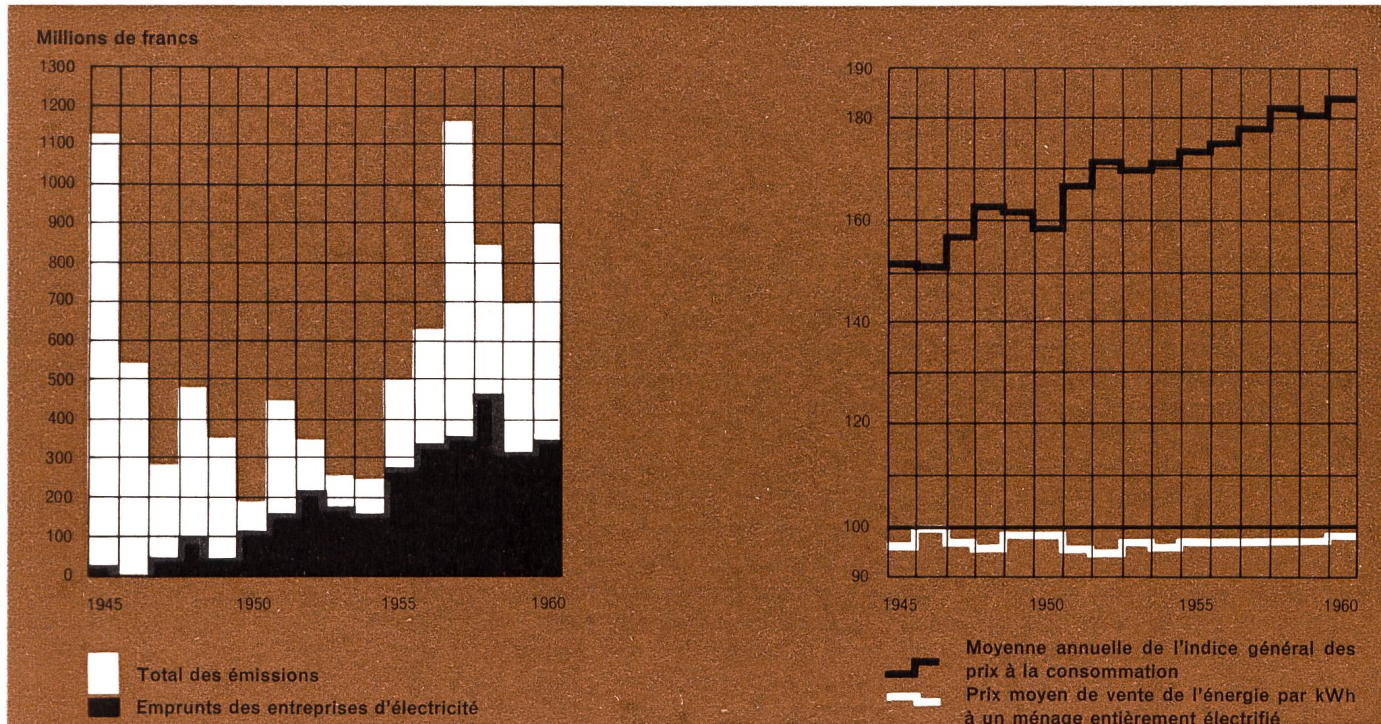 Millions de francs
1300
1200
1100
1000
900
800
700
600
500
400
300
200
100
0
1945 1950 1955 1960
Total des émissions
Emprunts des entreprises d'électricité
190
180
160
140
120
100
90
1945 1950 1955 1960
Moyenne annuelle de l'indice général des
prix à la consommation
Prix moyen de vente de l'énergie par kWh
à un ménage entièrement électrifié